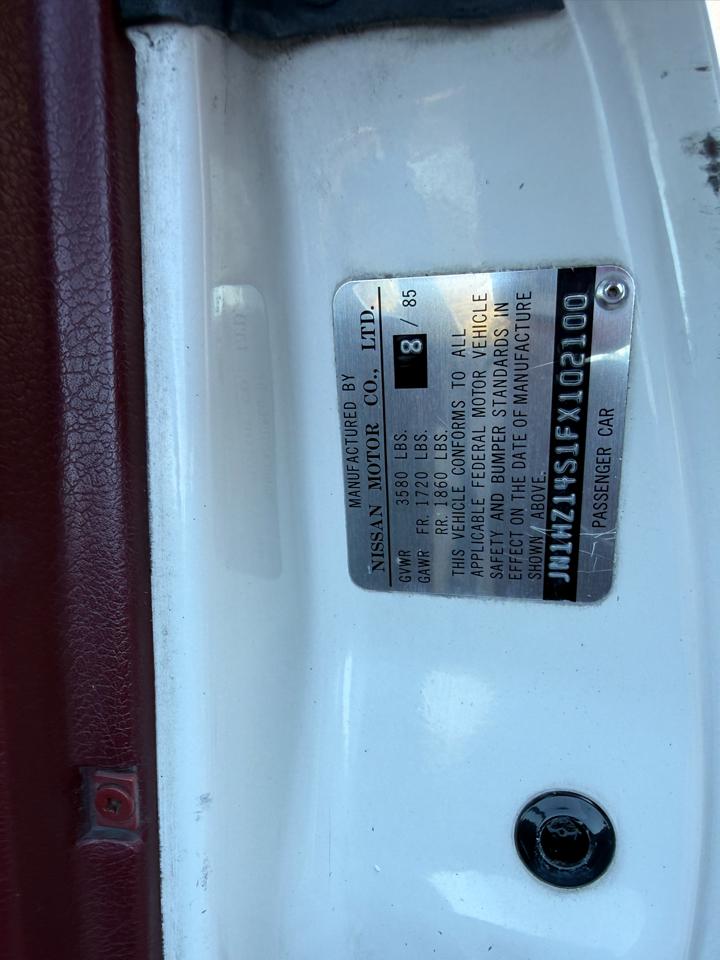 MANUFACTURED BY
NISSAN MOTOR CO., LTD.
GVWR 3580 LBS. 8 / 85
GAWR FR. 1720 LBS.
RR. 1860 LBS.
THIS VEHICLE CONFORMS TO ALL
APPLICABLE FEDERAL MOTOR VEHICLE
SAFETY AND BUMPER STANDARDS IN
EFFECT ON THE DATE OF MANUFACTURE
SHOWN ABOVE.
JN1HZ14S1FX102100
PASSENGER CAR